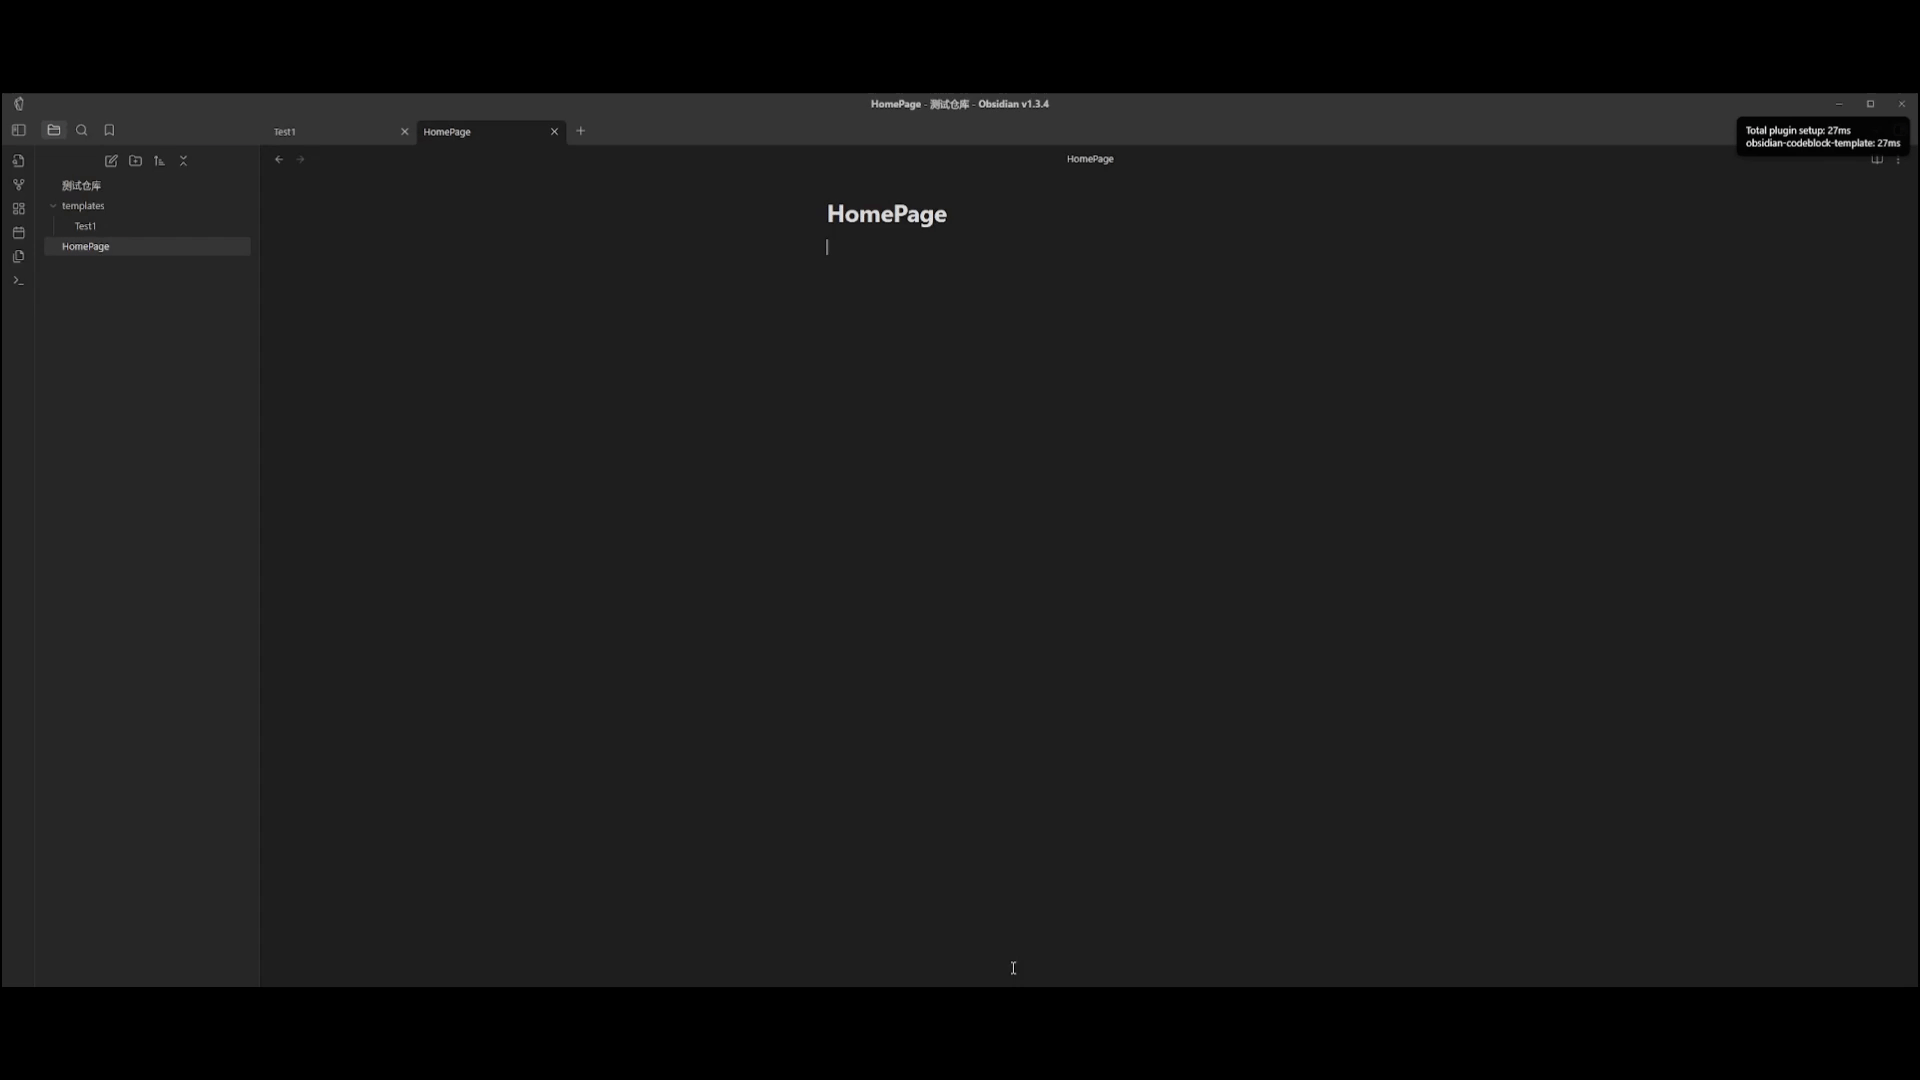 HomePage - 测试仓库 - Obsidian v1.3.4
Test1
HomePage
Total plugin setup: 27ms
obsidian-codeblock-template: 27ms
HomePage
测试仓库
templates
Test1
HomePage
HomePage